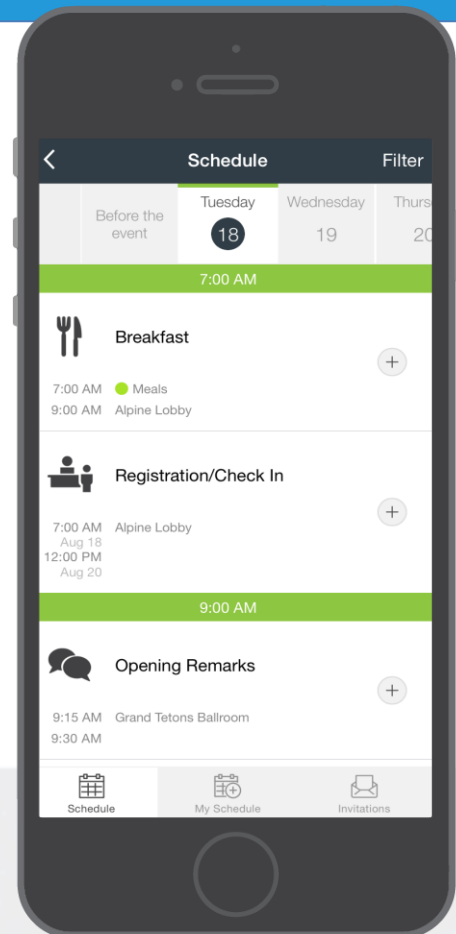 Schedule Filter
Before the event
Tuesday 18
Wednesday 19
Thurs 20
7:00 AM
Breakfast
7:00 AM Meals
9:00 AM Alpine Lobby
Registration/Check In
7:00 AM Alpine Lobby
Aug 18
12:00 PM
Aug 20
9:00 AM
Opening Remarks
9:15 AM Grand Tetons Ballroom
9:30 AM
Schedule My Schedule Invitations